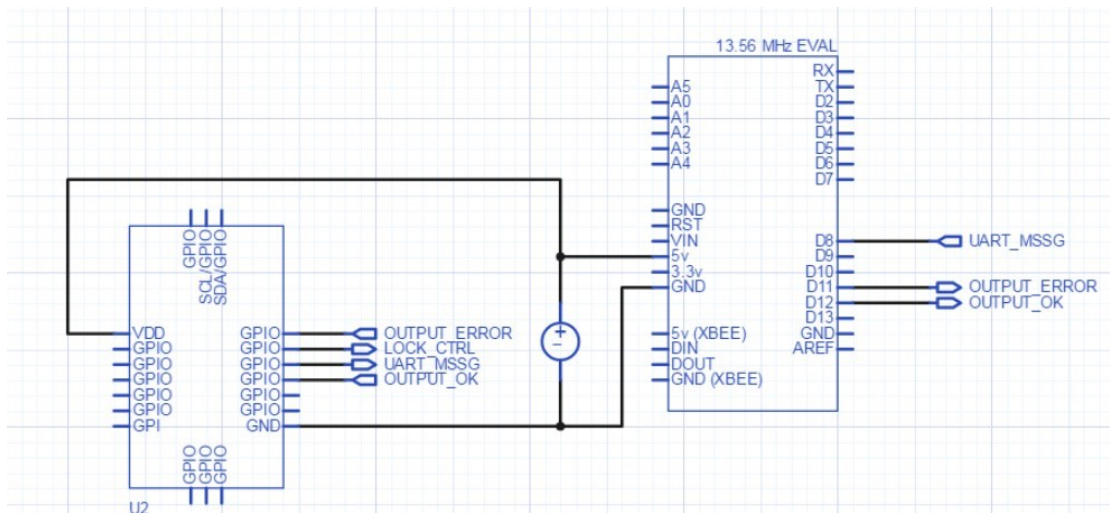 13.56 MHz EVAL
RX
A5
TX
A0
D2
A1
D3
A2
D4
A3
D5
A4
D6
D7
GND
RST
VIN
D8
UART_MSSG
5v
D9
3.3v
D10
GND
D11
OUTPUT_ERROR
D12
OUTPUT_OK
D13
5v (XBEE)
GND
DIN
AREF
DOUT
GND (XBEE)
GPIO
SCL/GPIO
SDA/GPIO
VDD
GPIO
OUTPUT_ERROR
GPIO
GPIO
LOCK_CTRL
GPIO
GPIO
UART_MSSG
GPIO
GPIO
OUTPUT_OK
GPIO
GPIO
GPIO
GPIO
GPI
GND
+
−
GPIO
GPIO
GPIO
U2